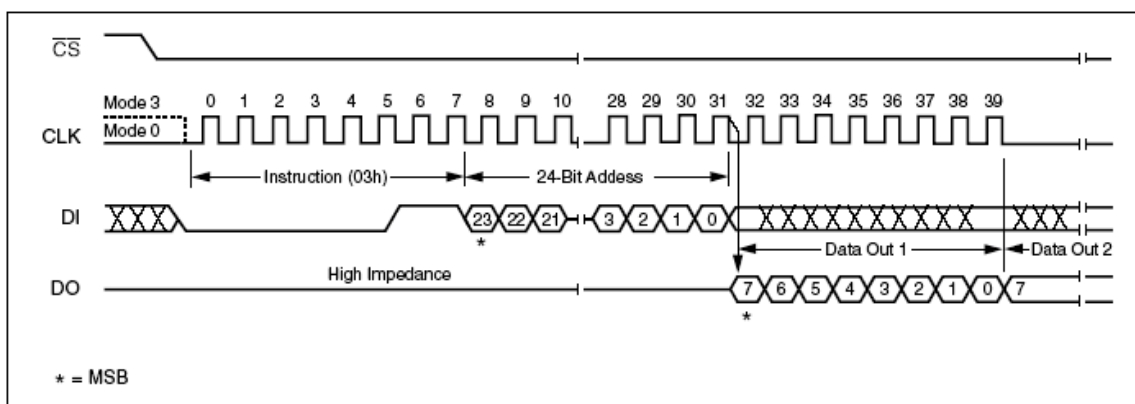 CS
Mode 3 0 1 2 3 4 5 6 7 8 9 10 28 29 30 31 32 33 34 35 36 37 38 39
CLK Mode 0
Instruction (03h) 24-Bit Addess
DI 23 22 21 3 2 1 0
* Data Out 1 Data Out 2
High Impedance
DO 7 6 5 4 3 2 1 0 7
*
* = MSB